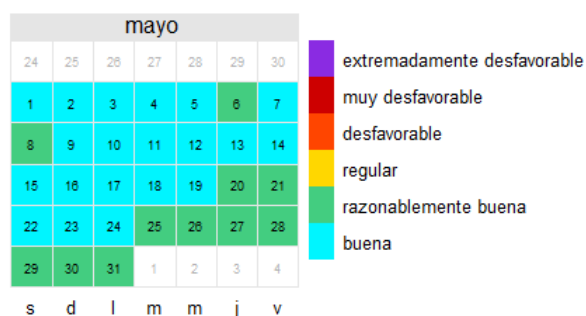 mayo
24 25 26 27 28 29 30
1 2 3 4 5 6 7
8 9 10 11 12 13 14
15 16 17 18 19 20 21
22 23 24 25 26 27 28
29 30 31 1 2 3 4
s d l m m j v
extremadamente desfavorable
muy desfavorable
desfavorable
regular
razonablemente buena
buena